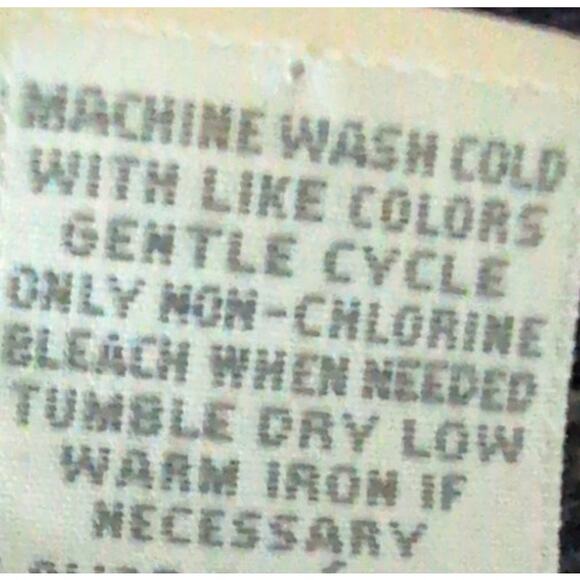 MACHINE WASH COLD
WITH LIKE COLORS
GENTLE CYCLE
ONLY NON-CHLORINE
BLEACH WHEN NEEDED
TUMBLE DRY LOW
WARM IRON IF
NECESSARY